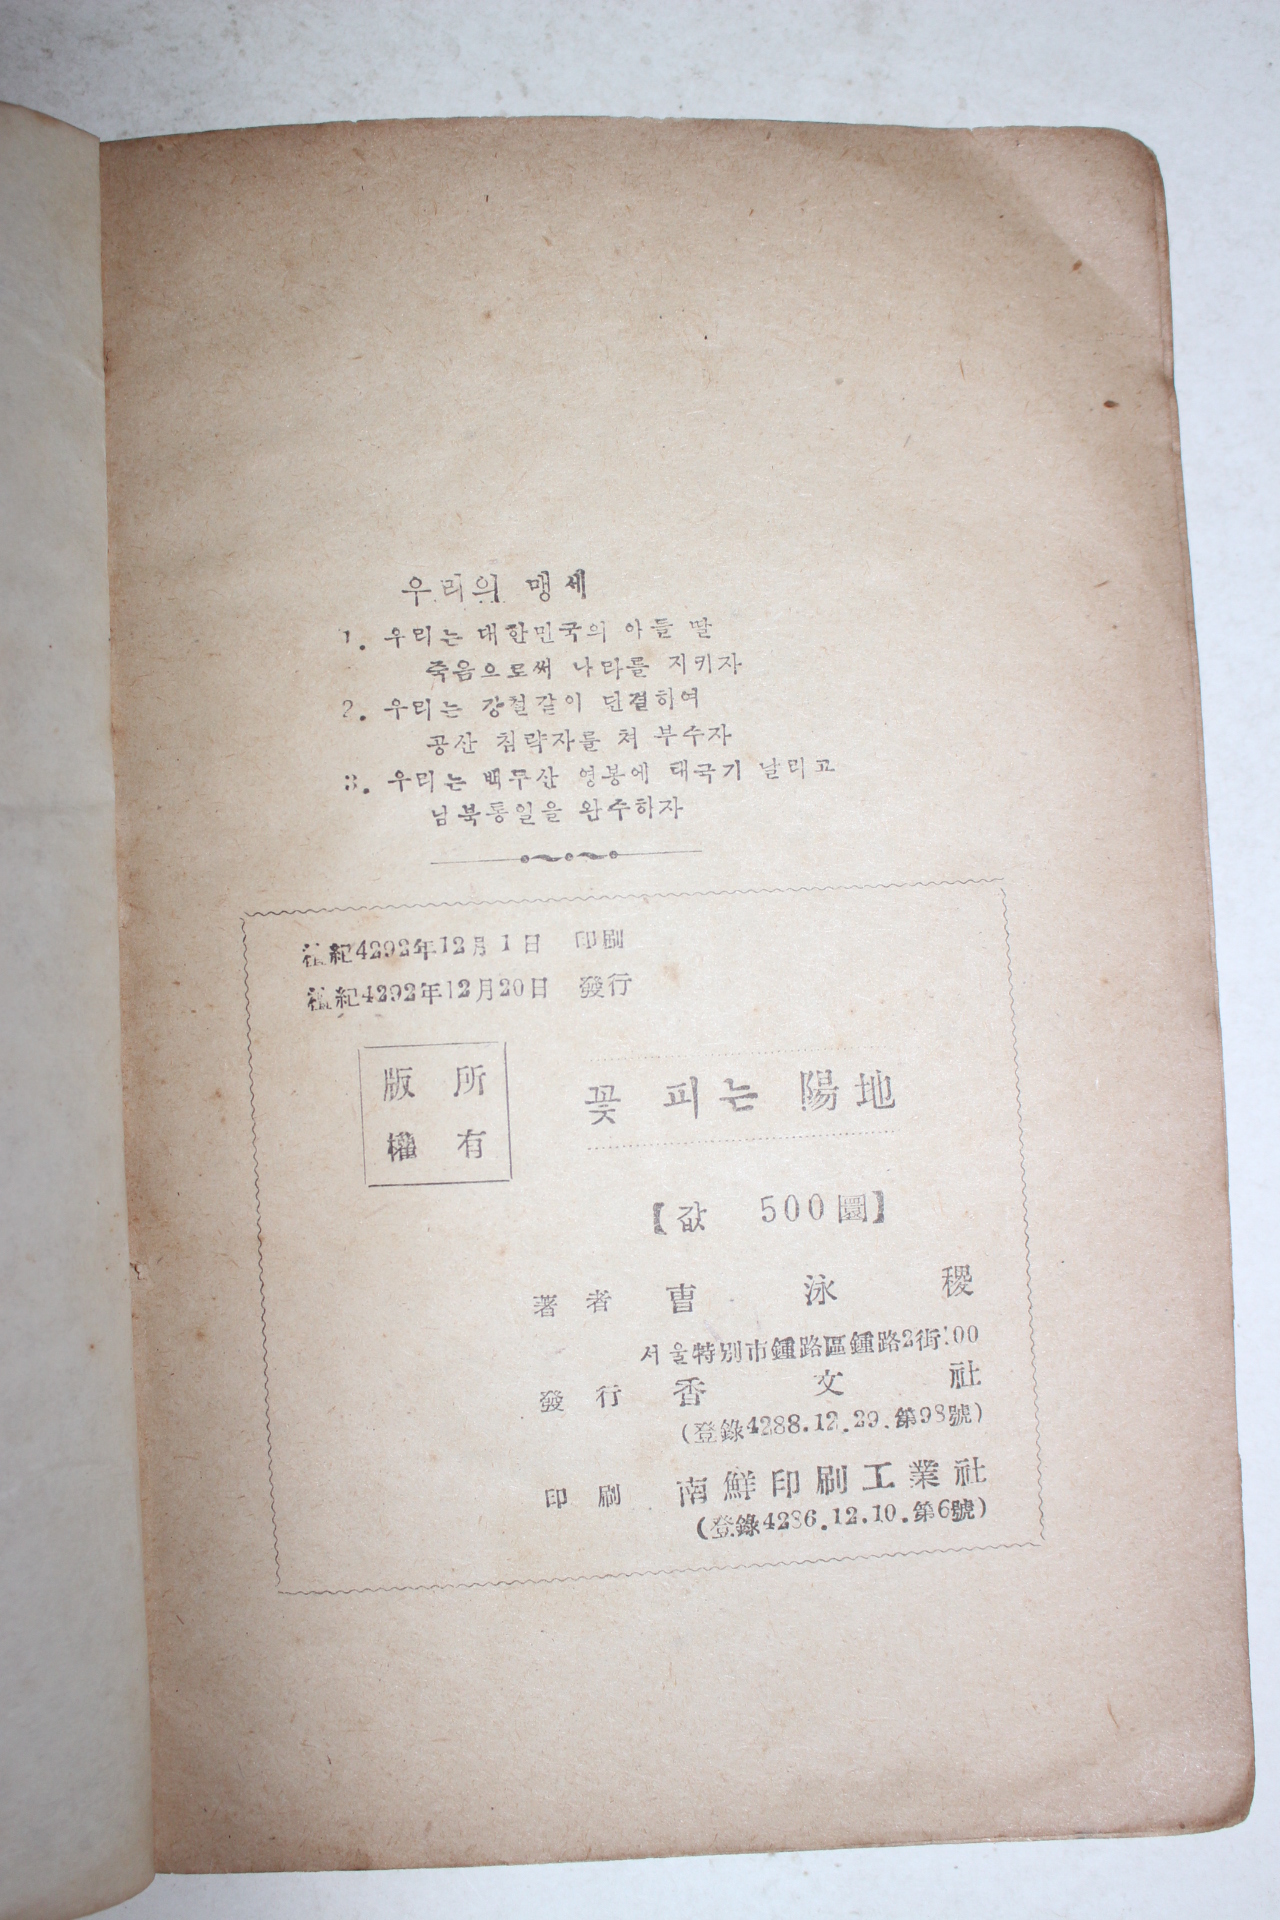 우리의 맹세
1. 우리는 대한민국의 아들 딸
죽음으로써 나라를 지키자
2. 우리는 강철같이 단결하여
공산 침략자를 쳐 부수자
3. 우리는 백두산 영봉에 태극기 날리고
남북통일을 완수하자
檀紀4292年12月1日 印刷
檀紀4292年12月20日 發行
版 所
權 有
꽃 피는 陽地
【값 500圜】
著者 曺泳稷
서울特別市鍾路區鍾路2街100
發行 香文社
(登錄4288.12.29.第98號)
印刷 南鮮印刷工業社
(登錄4286.12.10.第6號)